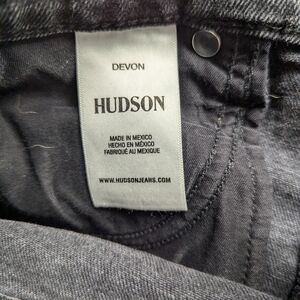 DEVON
HUDSON
MADE IN MEXICO
HECHO EN MÉXICO
FABRIQUÉ AU MEXIQUE
WWW.HUDSONJEANS.COM